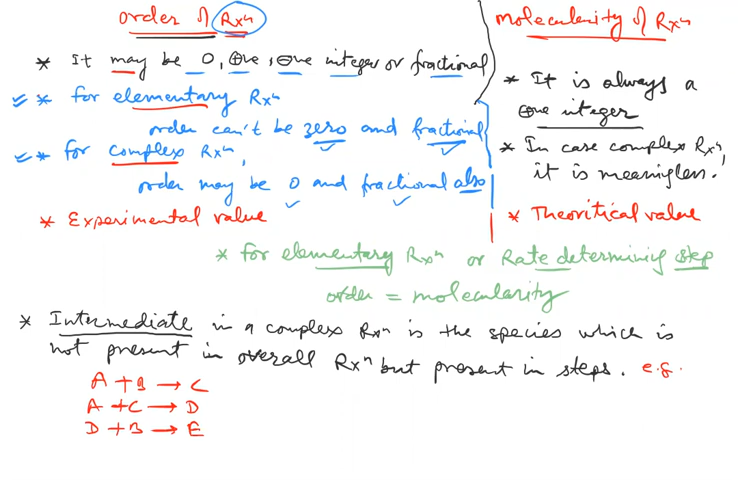 order of Rxⁿ
* It may be 0, ⊕ve, ⊖ve integer or fractional
* for elementary Rxⁿ
order can't be zero and fractional
* for complex Rxⁿ,
order may be 0 and fractional also
* Experimental value
molecularity of Rxⁿ
* It is always a
⊕ve integer
* In case complex Rxⁿ,
it is meaningless.
* Theoritical value
* for elementary Rxⁿ or Rate determining step
order = molecularity
* Intermediate in a complex Rxⁿ is the species which is
not present in overall Rxⁿ but present in steps. e.g.
A + B → C
A + C → D
D + B → E